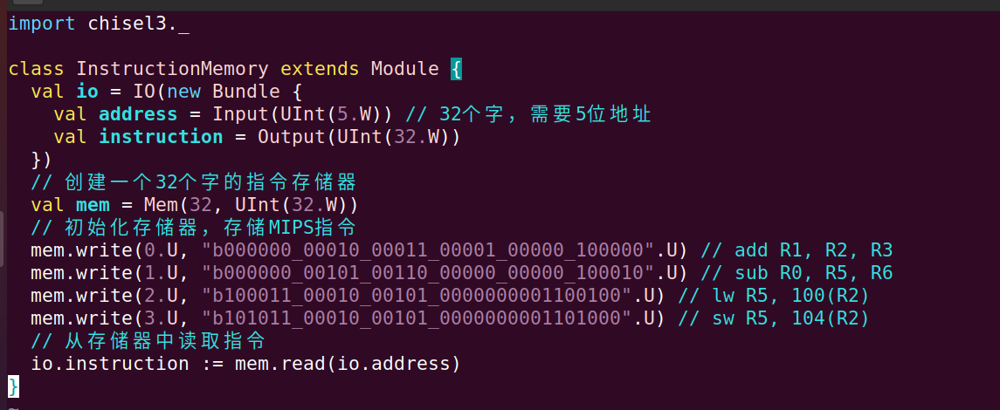 import chisel3._
class InstructionMemory extends Module {
  val io = IO(new Bundle {
    val address = Input(UInt(5.W)) // 32个字，需要5位地址
    val instruction = Output(UInt(32.W))
  })
  // 创建一个32个字的指令存储器
  val mem = Mem(32, UInt(32.W))
  // 初始化存储器，存储MIPS指令
  mem.write(0.U, "b000000_00010_00011_00001_00000_100000".U) // add R1, R2, R3
  mem.write(1.U, "b000000_00101_00110_00000_00000_100010".U) // sub R0, R5, R6
  mem.write(2.U, "b100011_00010_00101_0000000001100100".U) // lw R5, 100(R2)
  mem.write(3.U, "b101011_00010_00101_0000000001101000".U) // sw R5, 104(R2)
  // 从存储器中读取指令
  io.instruction := mem.read(io.address)
}
~